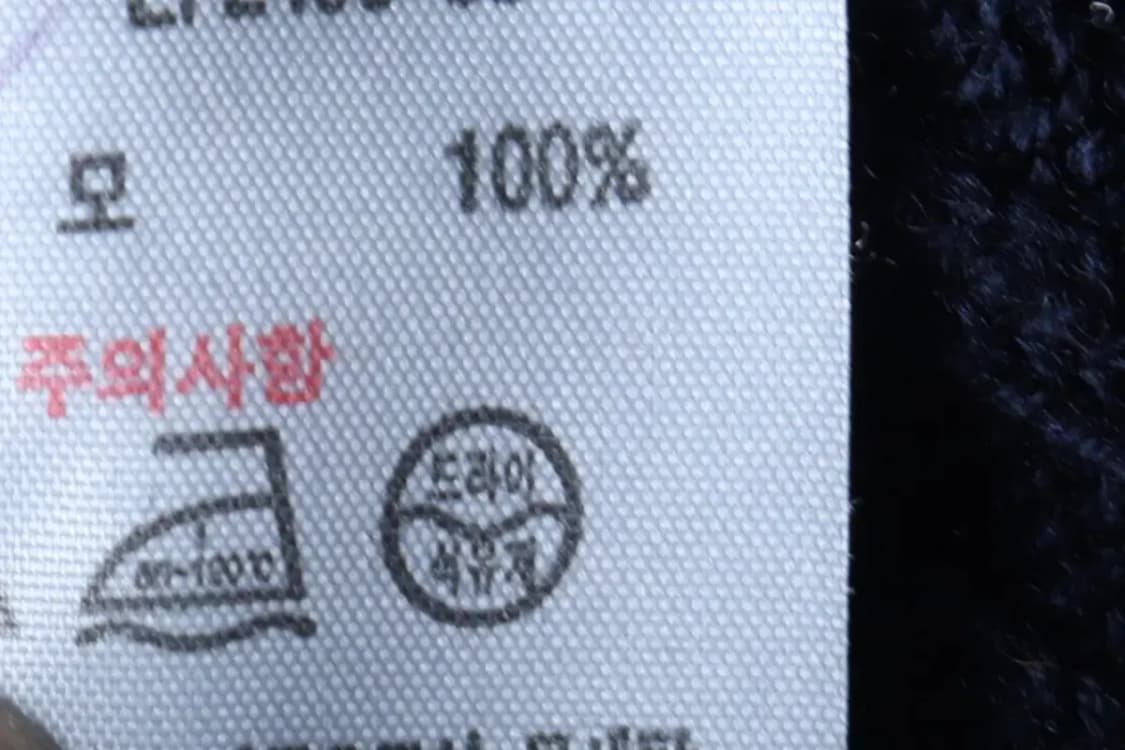 모 100%
주의사항
80~120℃
드라이
석유계